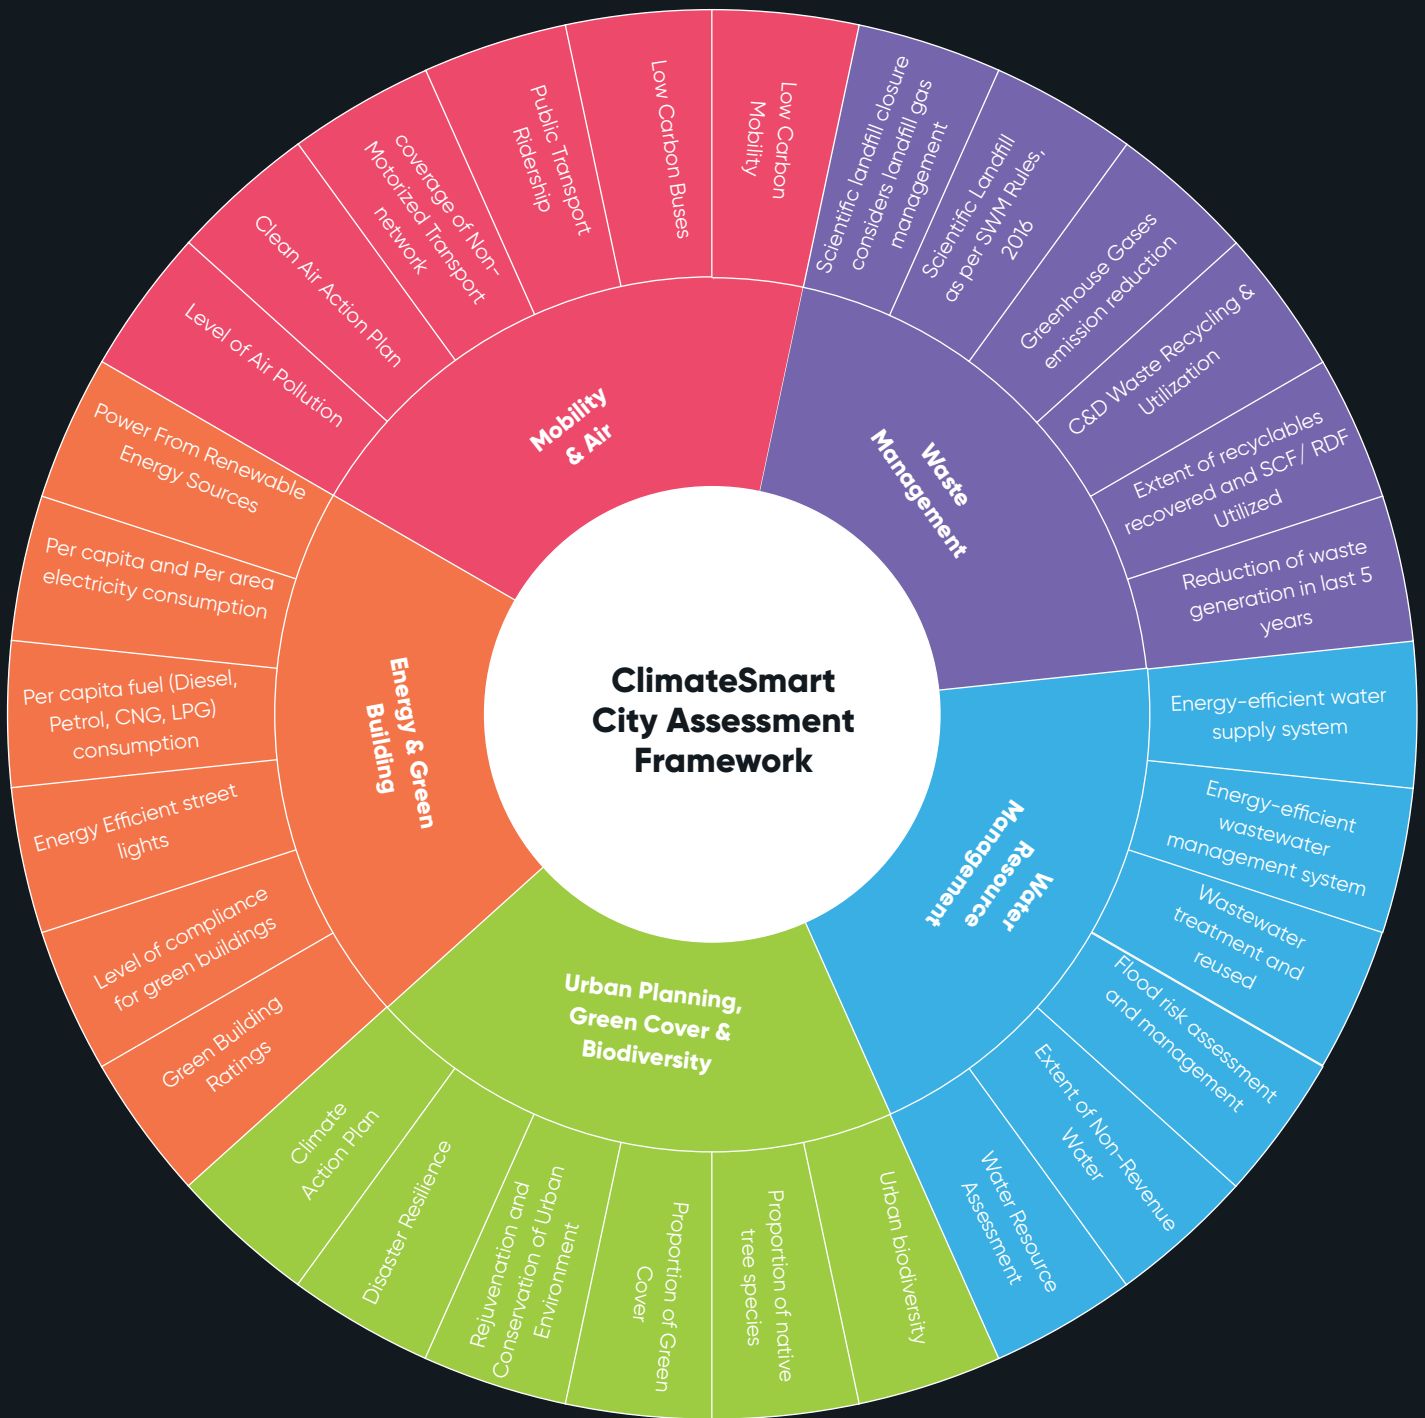 ClimateSmart
City Assessment
Framework
Mobility
& Air
Level of Air Pollution
Clean Air Action Plan
coverage of Non-
Motorized Transport
network
Public Transport
Ridership
Low Carbon Buses
Low Carbon
Mobility
Waste
Management
Scientific landfill closure
considers landfill gas
management
Scientific Landfill
as per SWM Rules,
2016
Greenhouse Gases
emission reduction
C&D Waste Recycling &
Utilization
Extent of recyclables
recovered and SCF/ RDF
Utilized
Reduction of waste
generation in last 5
years
Water
Resource
Management
Energy-efficient water
supply system
Energy-efficient
wastewater
management system
Wastewater
treatment and
reused
Flood risk assessment
and management
Extent of Non-Revenue
Water
Water Resource
Assessment
Urban Planning,
Green Cover &
Biodiversity
Urban biodiversity
Proportion of native
tree species
Proportion of Green
Cover
Rejuvenation and
Conservation of Urban
Environment
Disaster Resilience
Climate
Action Plan
Energy & Green
Building
Green Building
Ratings
Level of compliance
for green buildings
Energy Efficient street
lights
Per capita fuel (Diesel,
Petrol, CNG, LPG)
consumption
Per capita and Per area
electricity consumption
Power From Renewable
Energy Sources